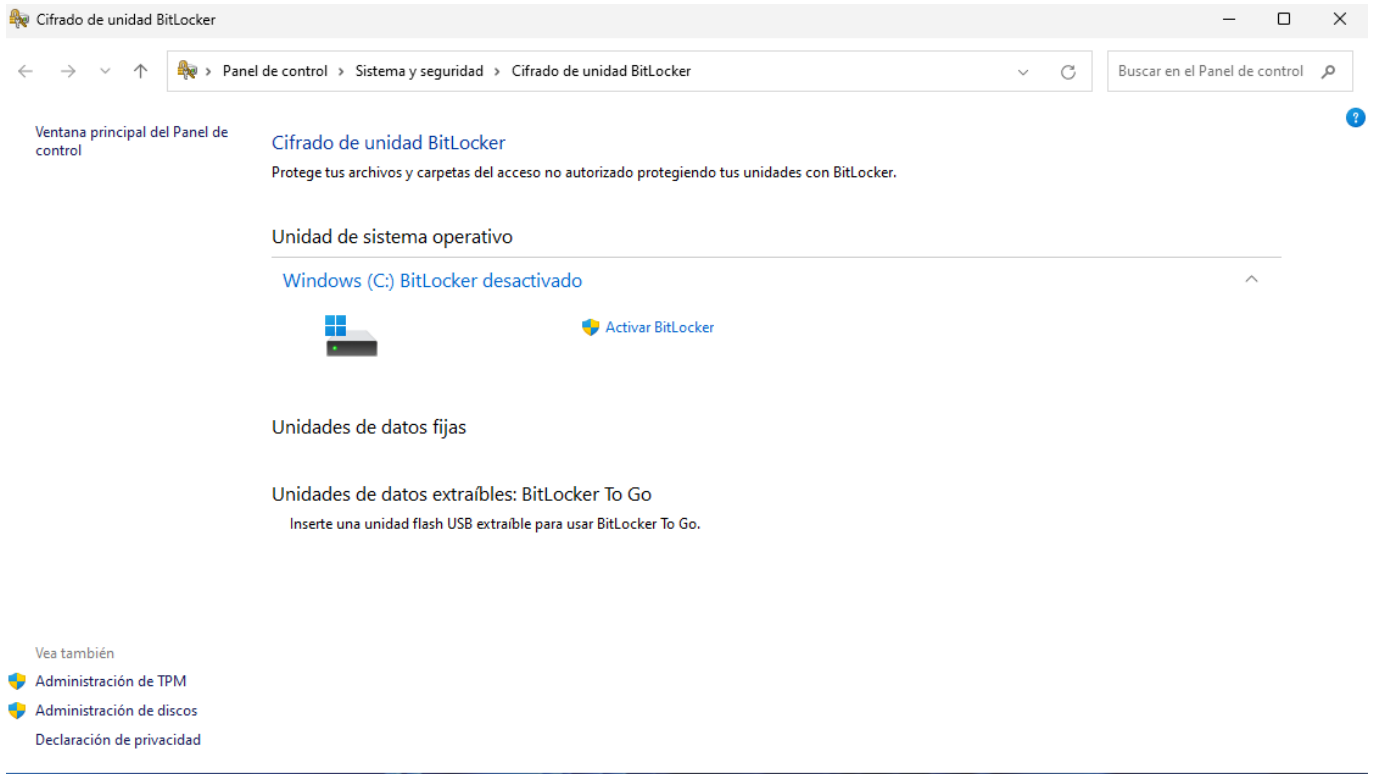 Cifrado de unidad BitLocker
Panel de control › Sistema y seguridad › Cifrado de unidad BitLocker
Buscar en el Panel de control
Ventana principal del Panel de
control
Cifrado de unidad BitLocker
Protege tus archivos y carpetas del acceso no autorizado protegiendo tus unidades con BitLocker.
Unidad de sistema operativo
Windows (C:) BitLocker desactivado
Activar BitLocker
Unidades de datos fijas
Unidades de datos extraíbles: BitLocker To Go
Inserte una unidad flash USB extraíble para usar BitLocker To Go.
Vea también
Administración de TPM
Administración de discos
Declaración de privacidad